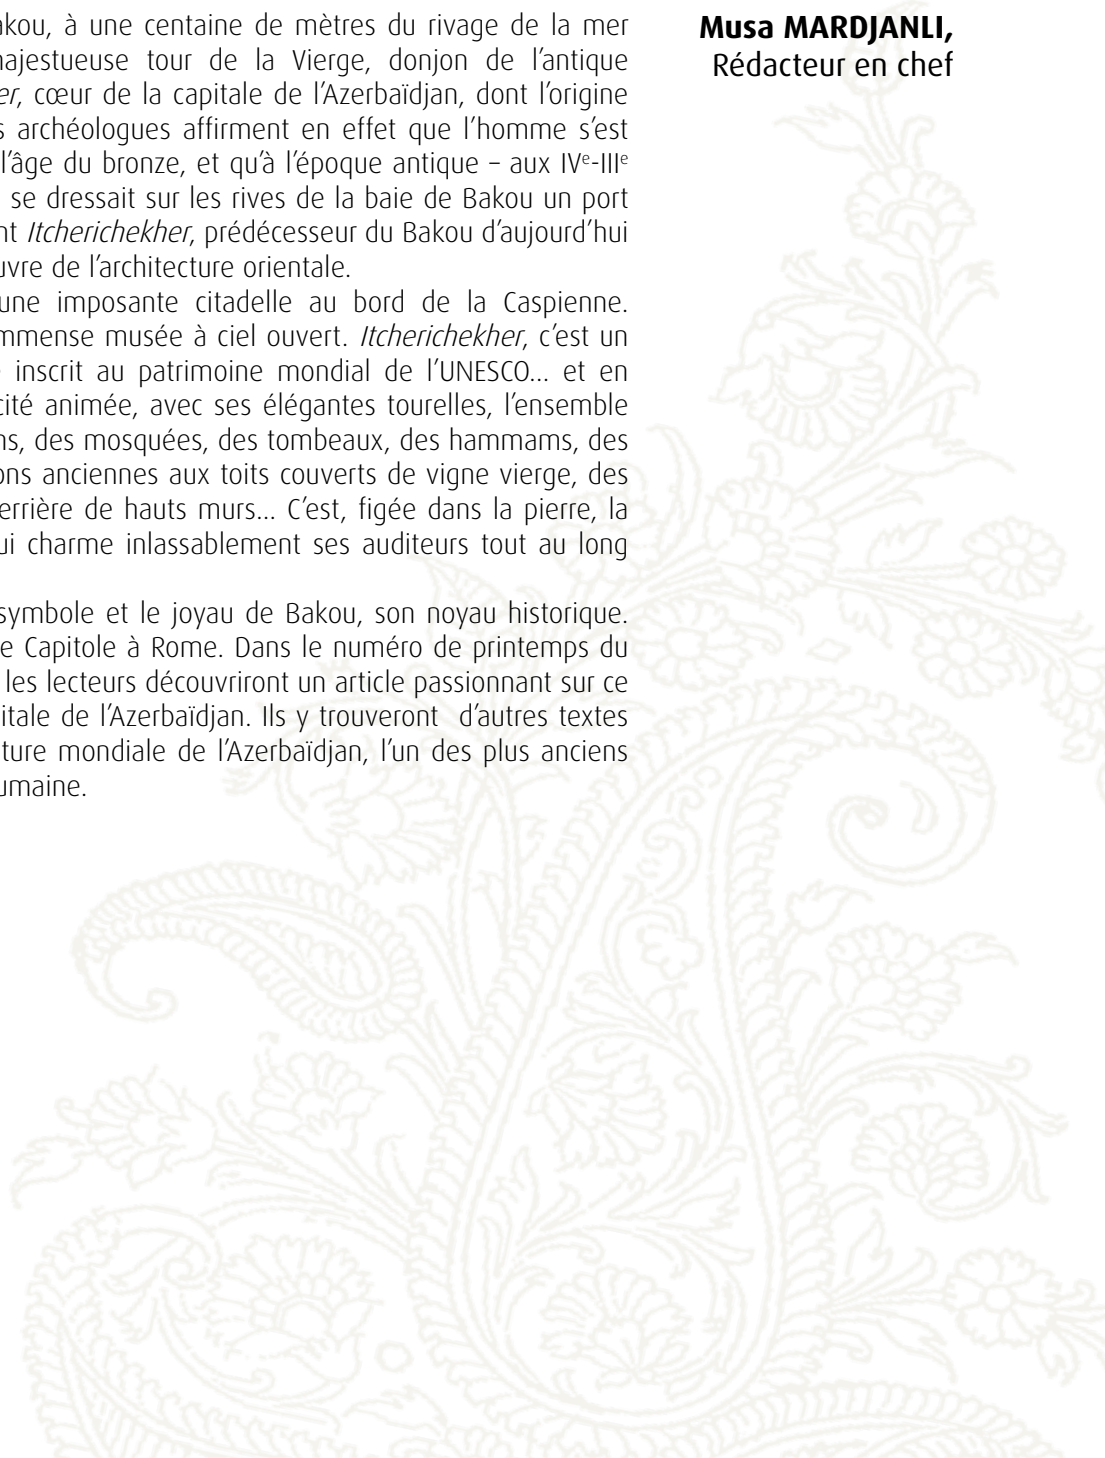 akou, à une centaine de mètres du rivage de la mer
najestueuse tour de la Vierge, donjon de l’antique
er, cœur de la capitale de l’Azerbaïdjan, dont l’origine
s archéologues affirment en effet que l’homme s’est
l’âge du bronze, et qu’à l’époque antique – aux IVe-IIIe
se dressait sur les rives de la baie de Bakou un port
nt Itcherichekher, prédécesseur du Bakou d’aujourd’hui
uvre de l’architecture orientale.
une imposante citadelle au bord de la Caspienne.
mmense musée à ciel ouvert. Itcherichekher, c’est un
inscrit au patrimoine mondial de l’UNESCO... et en
cité animée, avec ses élégantes tourelles, l’ensemble
ns, des mosquées, des tombeaux, des hammams, des
ons anciennes aux toits couverts de vigne vierge, des
errière de hauts murs... C’est, figée dans la pierre, la
ui charme inlassablement ses auditeurs tout au long
symbole et le joyau de Bakou, son noyau historique.
e Capitole à Rome. Dans le numéro de printemps du
les lecteurs découvriront un article passionnant sur ce
itale de l’Azerbaïdjan. Ils y trouveront d’autres textes
ture mondiale de l’Azerbaïdjan, l’un des plus anciens
umaine.
Musa MARDJANLI,
Rédacteur en chef